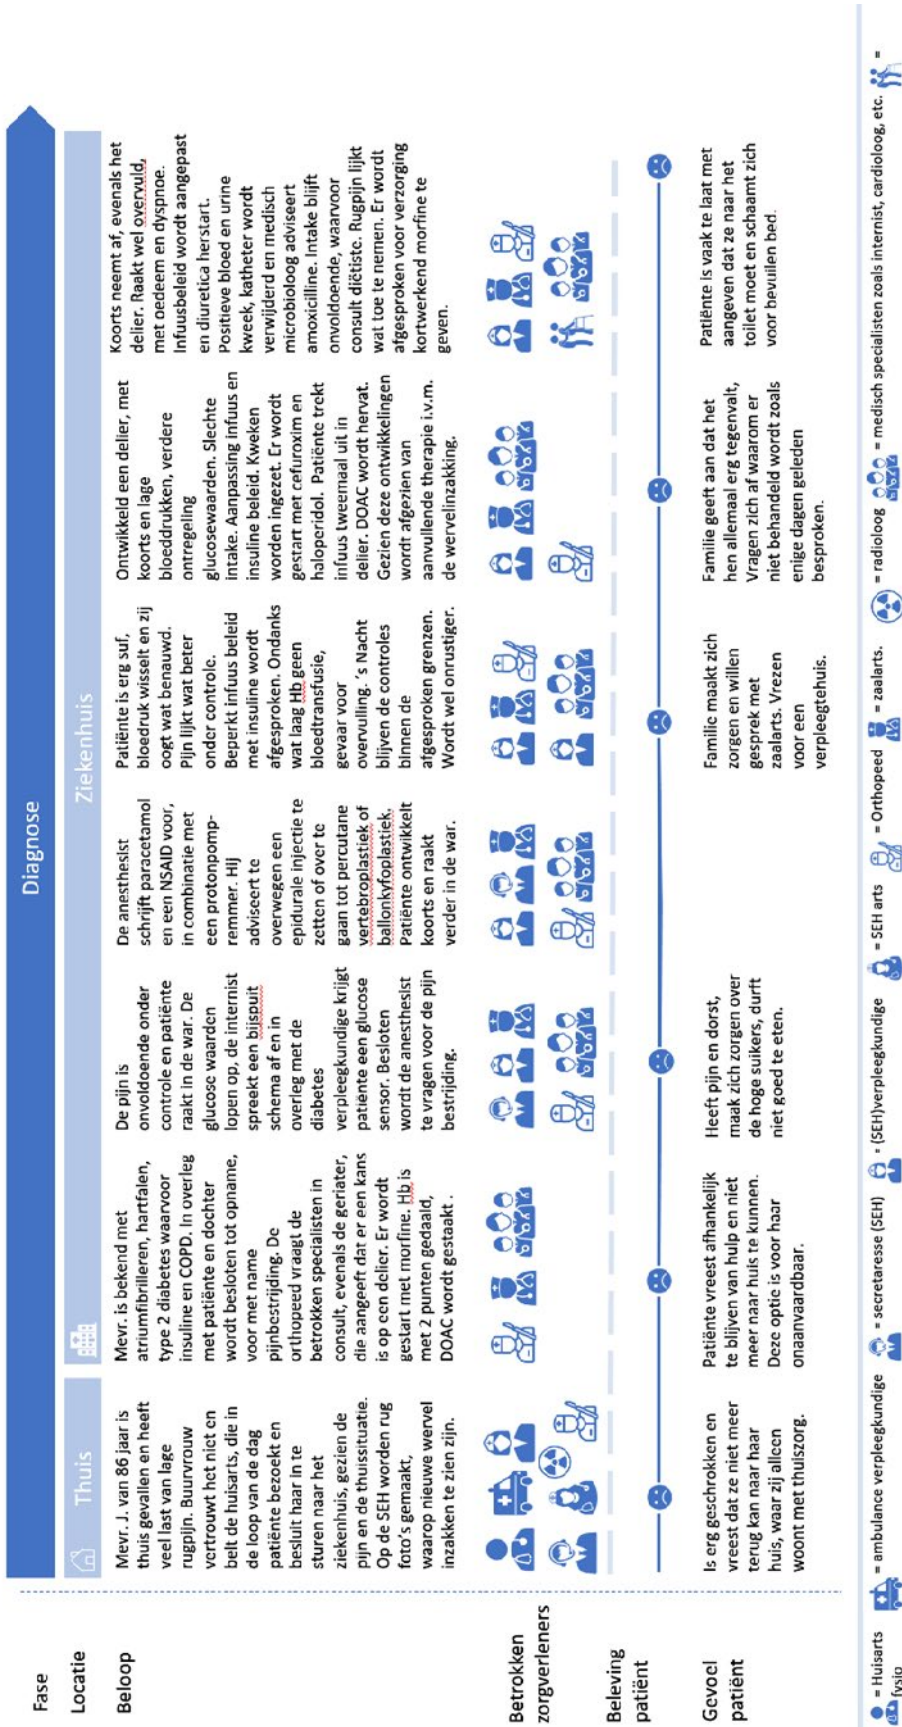 Diagnose
Fase
Locatie
Thuis
Ziekenhuis
Beloop
Mevr. J. van 86 jaar is
thuis gevallen en heeft
veel last van lage
rugpijn. Buurvrouw
vertrouwt het niet en
belt de huisarts, die in
de loop van de dag
patiënte bezoekt en
besluit haar in te
sturen naar het
ziekenhuis, gezien de
pijn en de thuissituatie.
Op de SEH worden rug
foto's gemaakt,
waarop nieuwe wervel
inzakken te zien zijn.
Mevr. is bekend met
atriumfibrilleren, hartfalen,
type 2 diabetes waarvoor
insuline en COPD. In overleg
met patiënte en dochter
wordt besloten tot opname,
voor met name
pijnbestrijding. De
orthopeed vraagt de
betrokken specialisten in
consult, evenals de geriater,
die aangeeft dat er een kans
is op een delier. Er wordt
gestart met morfine. Hb is
met 2 punten gedaald,
DOAC wordt gestaakt .
De pijn is
onvoldoende onder
controle en patiënte
raakt in de war. De
glucose waarden
lopen op, de internist
spreekt een bijspuit
schema af en in
overleg met de
diabetes
verpleegkundige krijgt
patiënte een glucose
sensor. Besloten
wordt de anesthesist
te vragen voor de pijn
bestrijding.
De anesthesist
schrijft paracetamol
en een NSAID voor,
in combinatie met
een protonpomp-
remmer. Hij
adviseert te
overwegen een
epidurale injectie te
zetten of over te
gaan tot percutane
vertebroplastiek of
ballonkyfoplastiek.
Patiënte ontwikkelt
koorts en raakt
verder in de war.
Patiënte is erg suf,
bloedruk wisselt en zij
oogt wat benauwd.
Pijn lijkt wat beter
onder controle.
Beperkt infuus beleid
met insuline wordt
afgesproken. Ondanks
wat laag Hb geen
bloedtransfusie,
gevaar voor
overvulling. 's Nacht
blijven de controles
binnen de
afgesproken grenzen.
Wordt wel onrustiger.
Ontwikkeld een delier, met
koorts en lage
bloeddrukken, verdere
ontregeling
glucosewaarden. Slechte
intake. Aanpassing infuus en
insuline beleid. Kweken
worden ingezet. Er wordt
gestart met cefuroxim en
haloperidol. Patiënte trekt
infuus tweemaal uit in
delier. DOAC wordt hervat.
Gezien deze ontwikkelingen
wordt afgezien van
aanvullende therapie i.v.m.
de wervelinzakking.
Koorts neemt af, evenals het
delier. Raakt wel overvuld,
met oedeem en dyspnoe.
Infuusbeleid wordt aangepast
en diuretica herstart.
Positieve bloed en urine
kweek, katheter wordt
verwijderd en medisch
microbioloog adviseert
amoxicilline. Intake blijft
onvoldoende, waarvoor
consult diëtiste. Rugpijn lijkt
wat toe te nemen. Er wordt
afgesproken voor verzorging
kortwerkend morfine te
geven.
Betrokken
zorgverleners
Beleving
patiënt
Gevoel
patiënt
Is erg geschrokken en
vreest dat ze niet meer
terug kan naar haar
huis, waar zij alleen
woont met thuiszorg.
Patiënte vreest afhankelijk
te blijven van hulp en niet
meer naar huis te kunnen.
Deze optie is voor haar
onaanvaardbaar.
Heeft pijn en dorst,
maak zich zorgen over
de hoge suikers, durft
niet goed te eten.
Familie maakt zich
zorgen en willen
gesprek met
zaalarts. Vrezen
voor een
verpleegtehuis.
Familie geeft aan dat het
hen allemaal erg tegenvalt,
Vragen zich af waarom er
niet behandeld wordt zoals
enige dagen geleden
besproken.
Patiënte is vaak te laat met
aangeven dat ze naar het
toilet moet en schaamt zich
voor bevuilen bed.
= Huisarts = ambulance verpleegkundige = secretaresse (SEH) = (SEH)verpleegkundige = SEH arts = Orthopeed = zaalarts. = radioloog = medisch specialisten zoals internist, cardioloog, etc. =
fysio